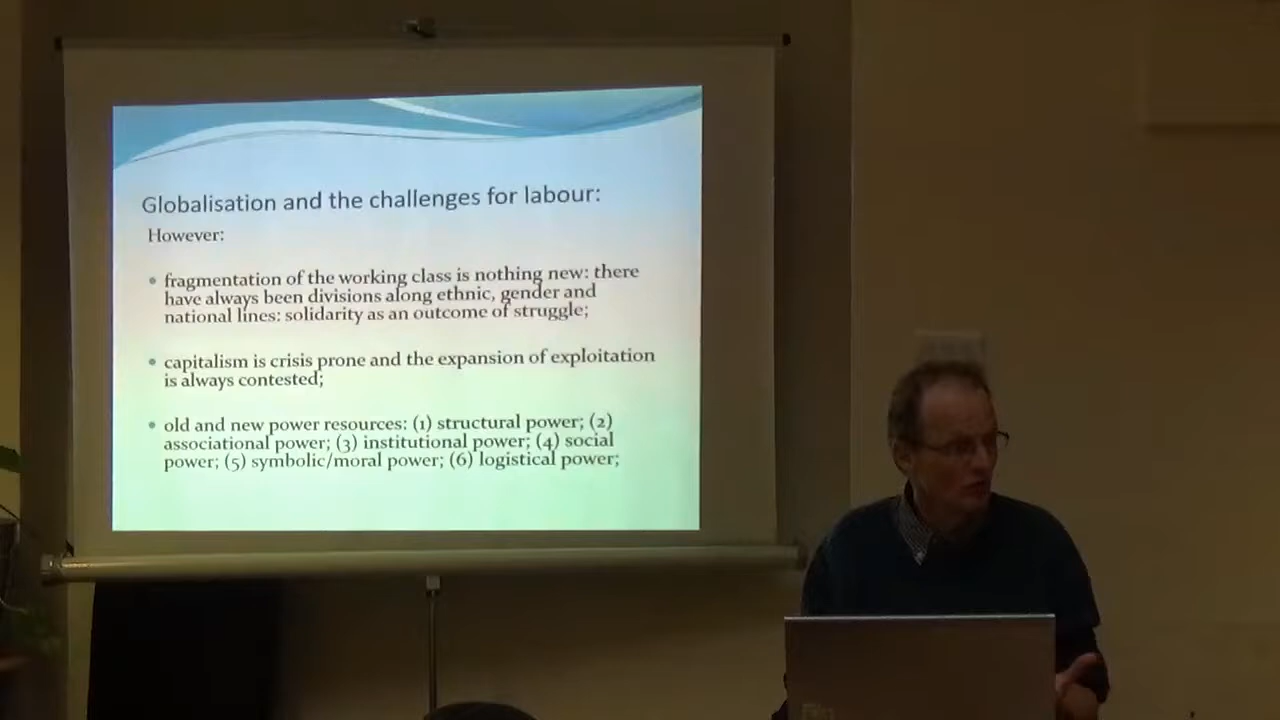 Globalisation and the challenges for labour:
However:
• fragmentation of the working class is nothing new: there
have always been divisions along ethnic, gender and
national lines: solidarity as an outcome of struggle;
• capitalism is crisis prone and the expansion of exploitation
is always contested;
• old and new power resources: (1) structural power; (2)
associational power; (3) institutional power; (4) social
power; (5) symbolic/moral power; (6) logistical power;